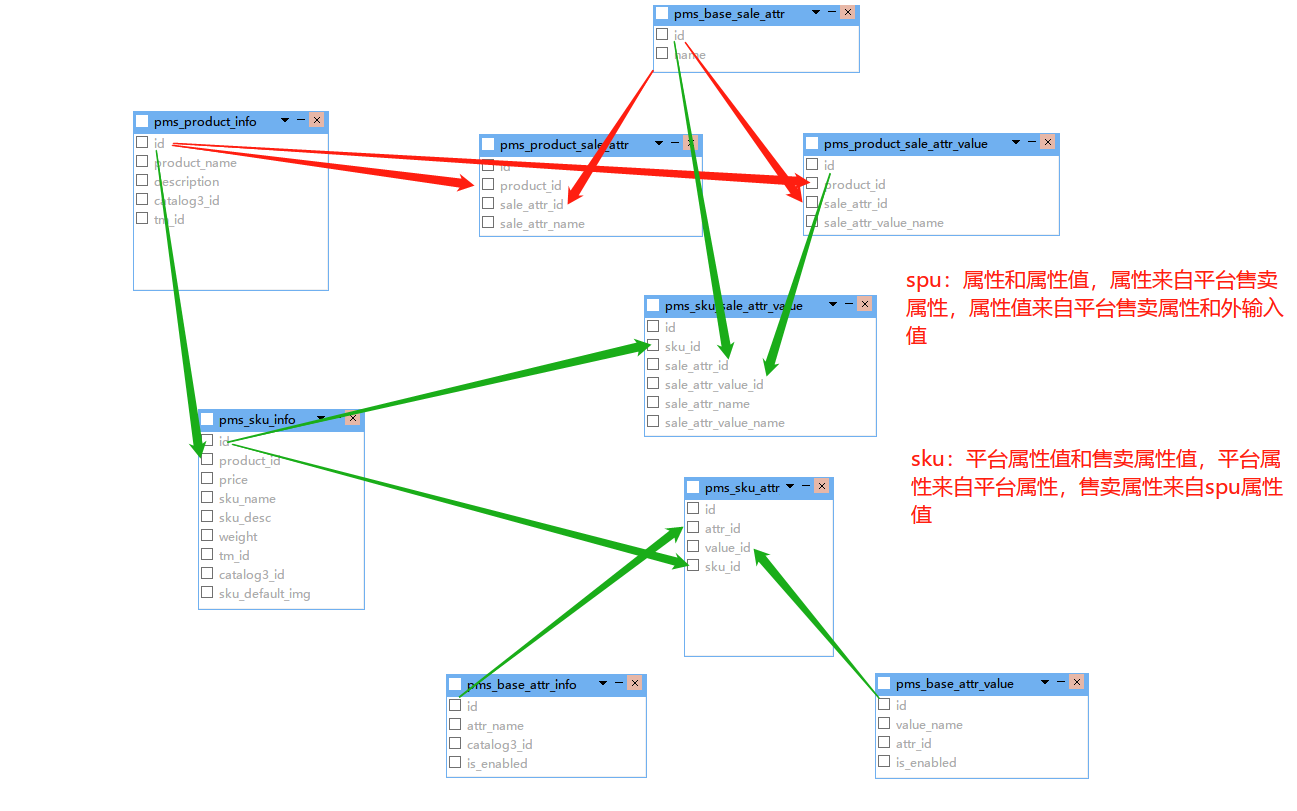 pms_base_sale_attr
id
name
pms_product_info
id
product_name
description
catalog3_id
tm_id
pms_product_sale_attr
id
product_id
sale_attr_id
sale_attr_name
pms_product_sale_attr_value
id
product_id
sale_attr_id
sale_attr_value_name
spu：属性和属性值，属性来自平台售卖
属性，属性值来自平台售卖属性和外输入
值
pms_sku_sale_attr_value
id
sku_id
sale_attr_id
sale_attr_value_id
sale_attr_name
sale_attr_value_name
pms_sku_info
id
product_id
price
sku_name
sku_desc
weight
tm_id
catalog3_id
sku_default_img
sku：平台属性值和售卖属性值，平台属
性来自平台属性，售卖属性来自spu属性
值
pms_sku_attr
id
attr_id
value_id
sku_id
pms_base_attr_info
id
attr_name
catalog3_id
is_enabled
pms_base_attr_value
id
value_name
attr_id
is_enabled